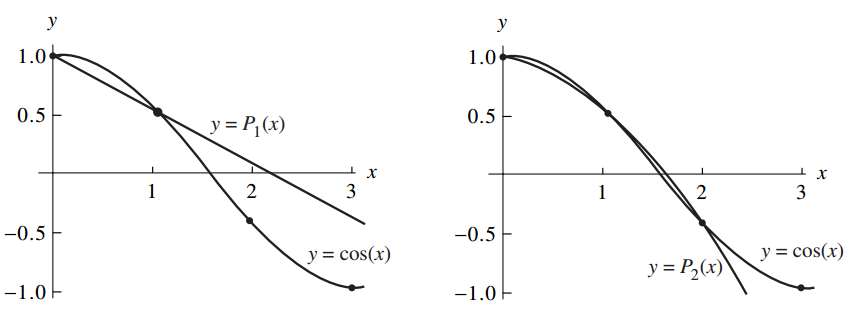 y
1.0
0.5
y = P₁(x)
x
1
2
3
−0.5
y = cos(x)
−1.0
y
1.0
0.5
x
1
2
3
−0.5
y = cos(x)
y = P₂(x)
−1.0